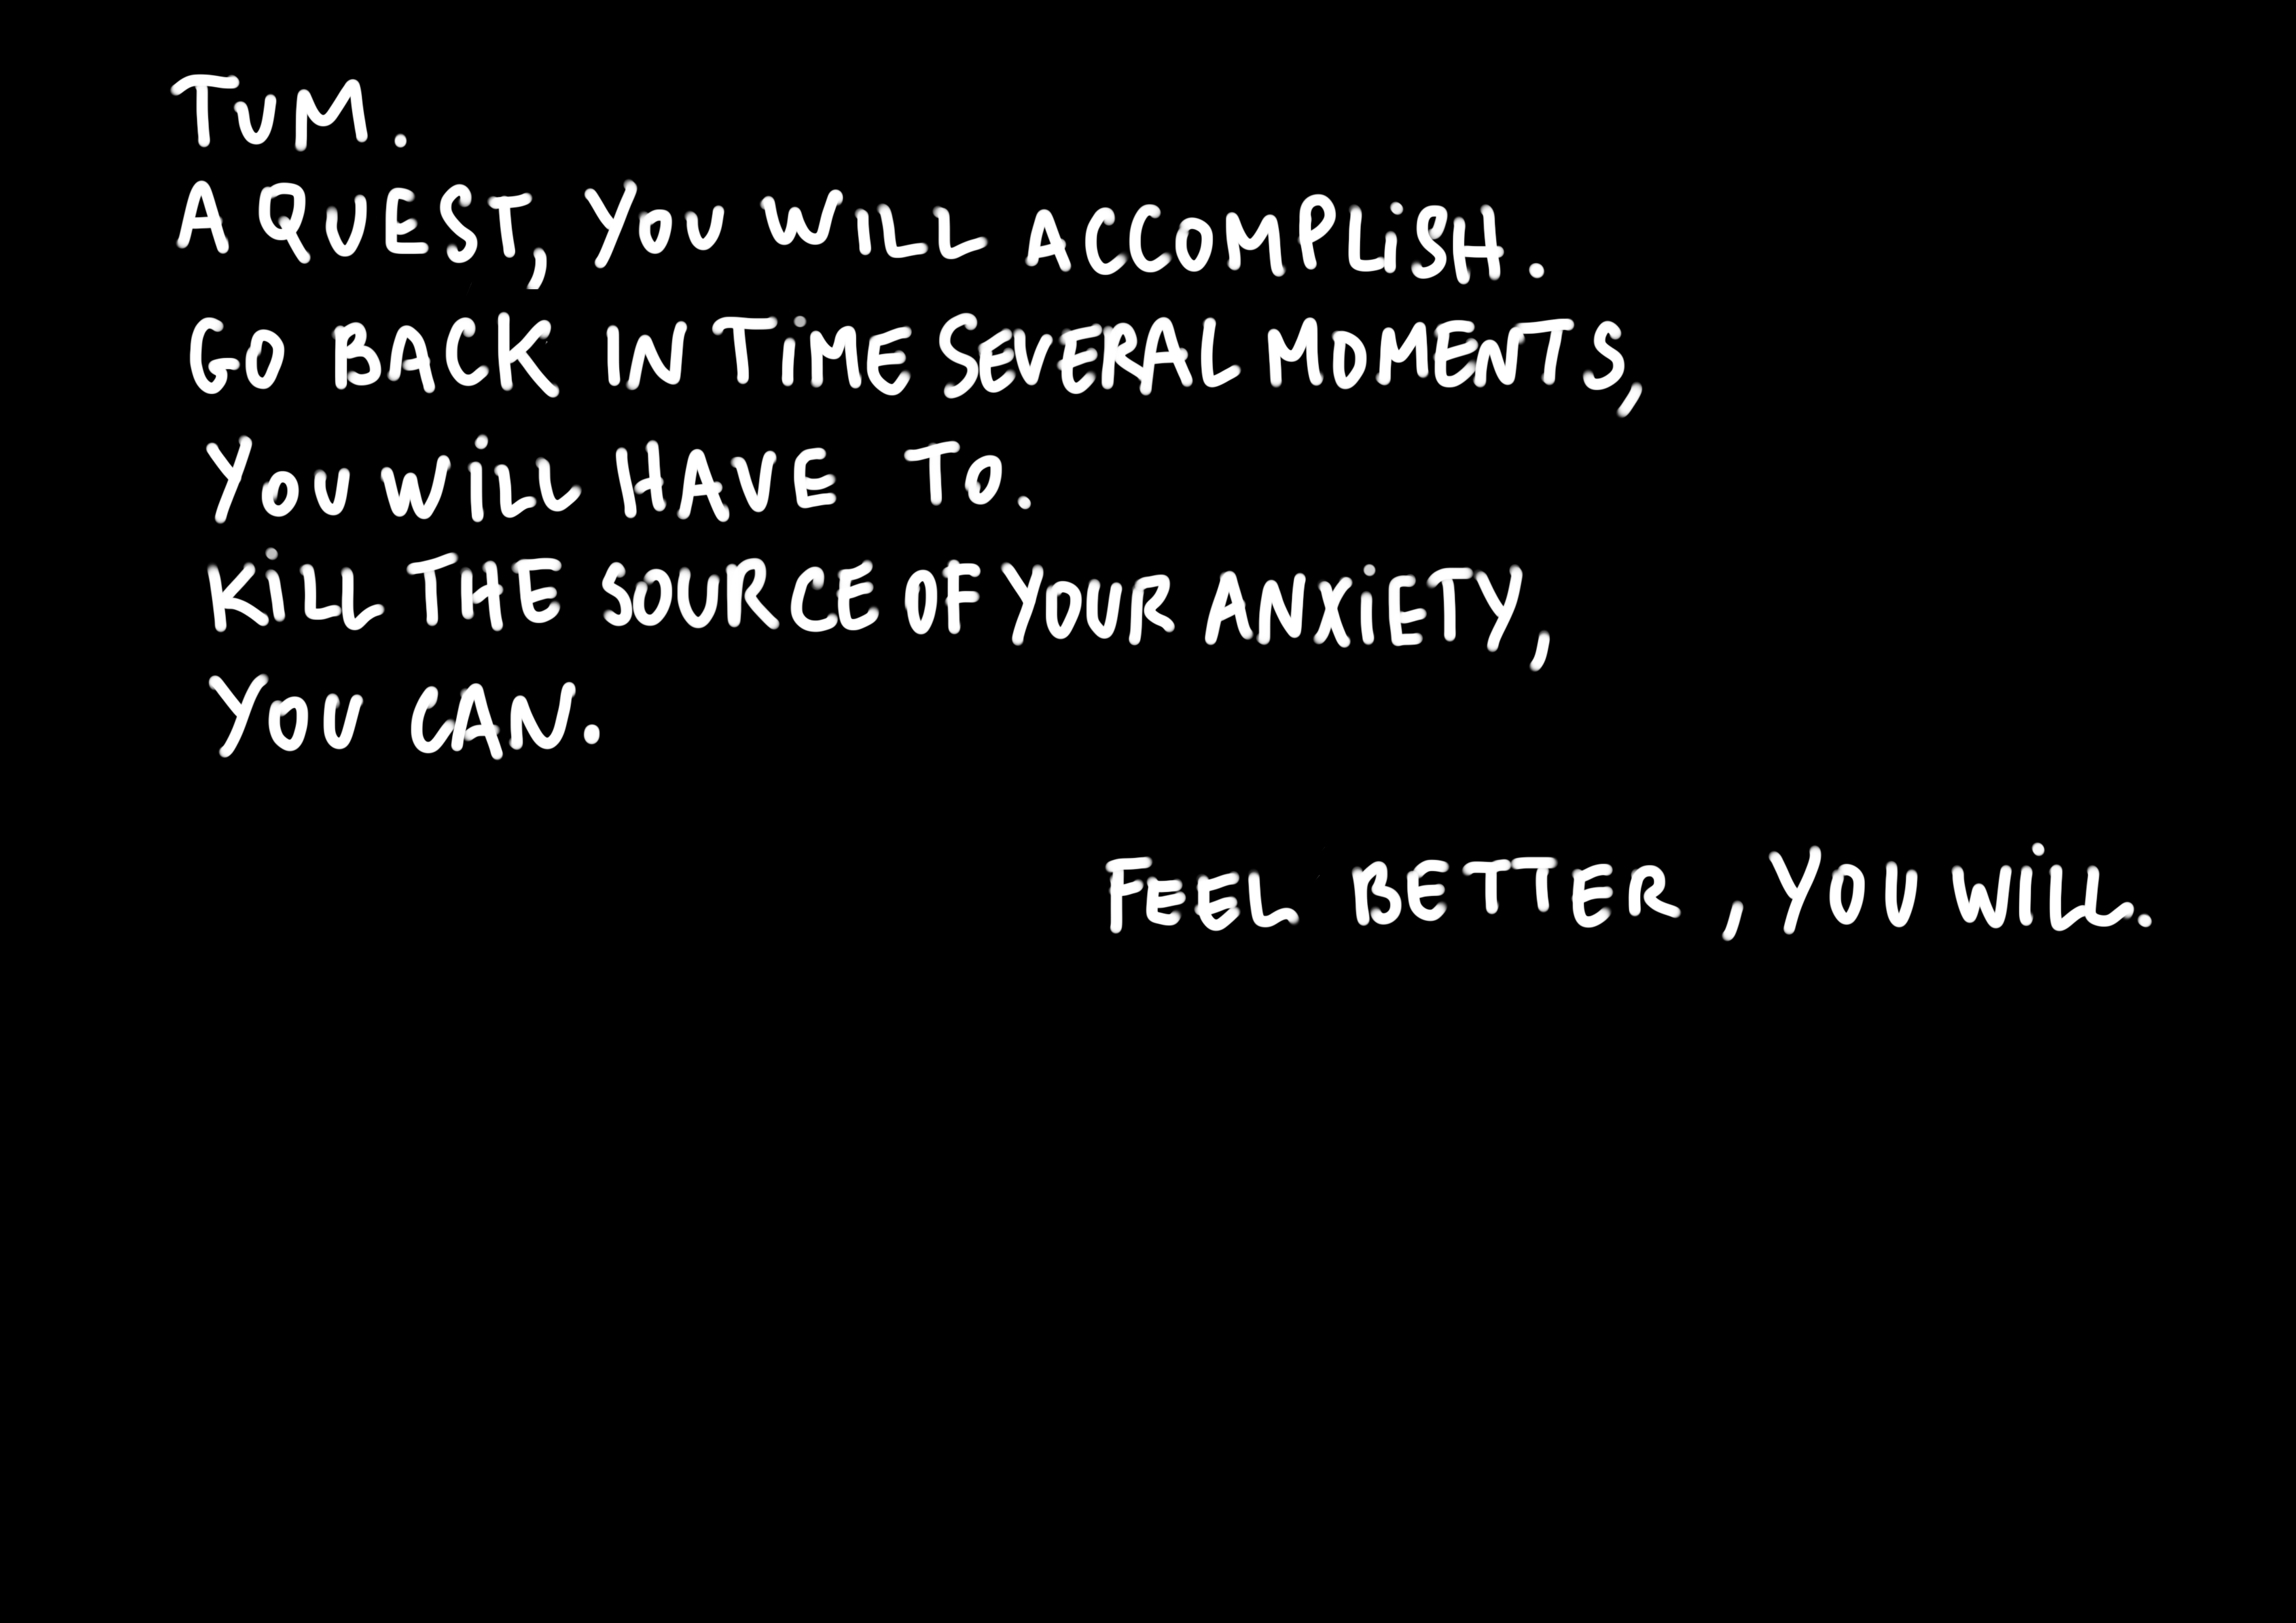 TUM.
A QUEST, YOU WILL ACCOMPLISH.
GO BACK IN TIME SEVERAL MOMENTS,
YOU WILL HAVE TO.
KILL THE SOURCE OF YOUR ANXIETY,
YOU CAN.
FEEL BETTER, YOU WILL.